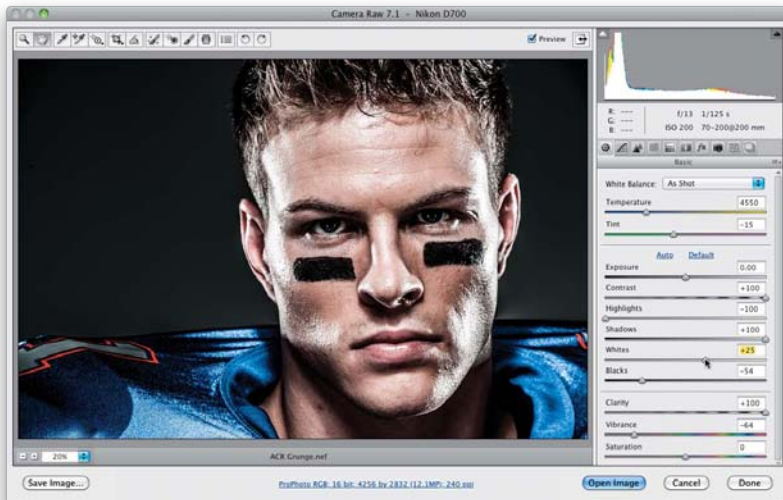 Camera Raw 7.1 - Nikon D700
Preview
R: ---
G: ---
B: ---
f/13 1/125 s
ISO 200 70-200@200 mm
Basic
White Balance: As Shot
Temperature 4550
Tint -15
Auto Default
Exposure 0.00
Contrast +100
Highlights -100
Shadows +100
Whites +25
Blacks -54
Clarity +100
Vibrance -64
Saturation 0
20%
ACR Grunge.nef
Save Image...
ProPhoto RGB; 16 bit; 4256 by 2832 (12.1MP); 240 ppi
Open Image
Cancel
Done